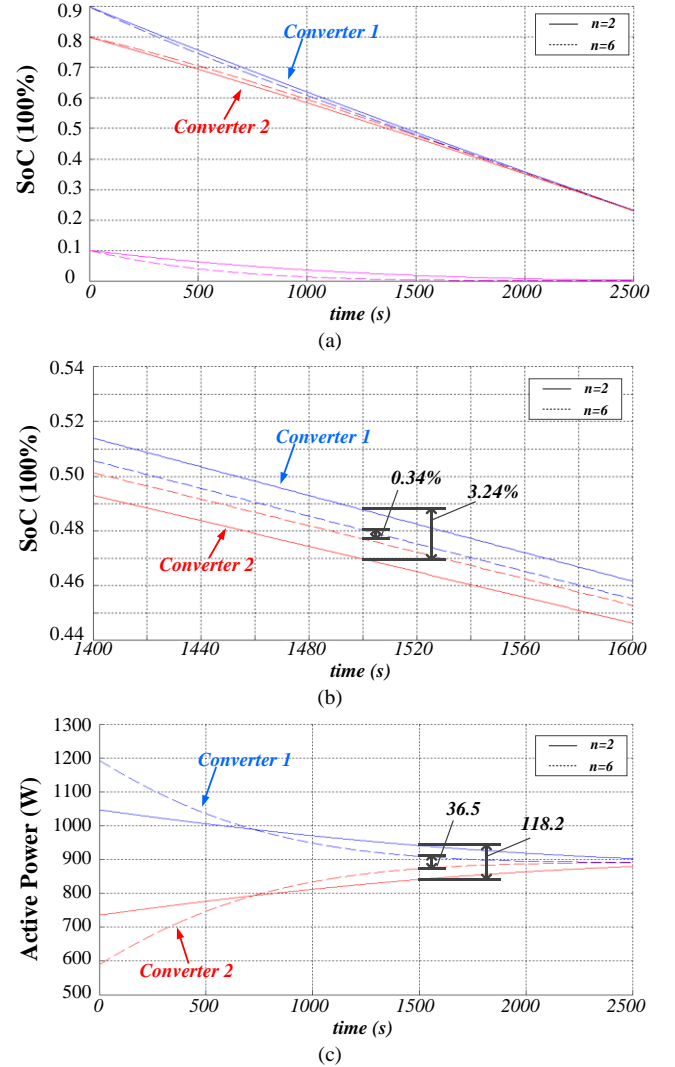 0.9
0.8
0.7
0.6
0.5
0.4
0.3
0.2
0.1
0
SoC (100%)
Converter 1
Converter 2
n=2
n=6
0 500 1000 1500 2000 2500
time (s)
(a)
0.54
0.52
0.50
0.48
0.46
0.44
SoC (100%)
Converter 1
Converter 2
0.34%
3.24%
n=2
n=6
1400 1440 1480 1520 1560 1600
time (s)
(b)
1300
1200
1100
1000
900
800
700
600
500
Active Power (W)
Converter 1
Converter 2
36.5
118.2
n=2
n=6
0 500 1000 1500 2000 2500
time (s)
(c)